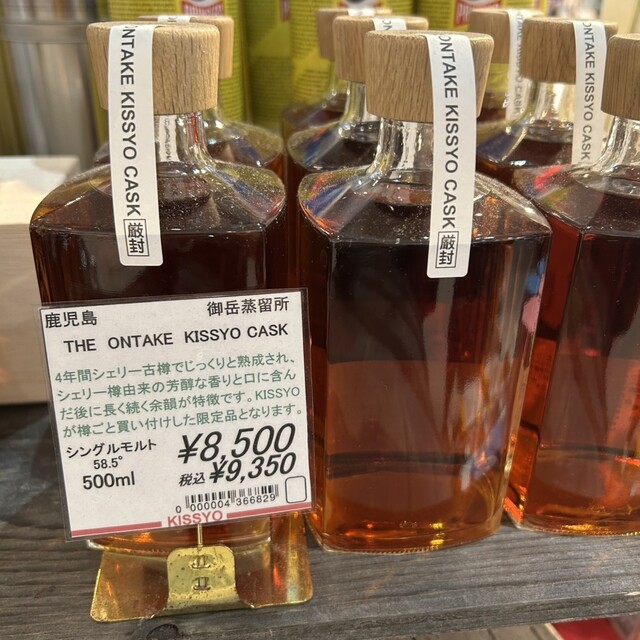 ONTAKE KISSYO CASK 厳封
ONTAKE KISSYO CASK 厳封
ONTAKE KISSYO CASK
ONTAKE KISSYO CASK
鹿児島 御岳蒸留所
THE ONTAKE KISSYO CASK
4年間シェリー古樽でじっくりと熟成され、
シェリー樽由来の芳醇な香りと口に含ん
だ後に長く続く余韻が特徴です。KISSYO
が樽ごと買い付けした限定品となります。
シングルモルト ¥8,500
58.5°
税込 ¥9,350
500ml
0 000004 366829
KISSYO